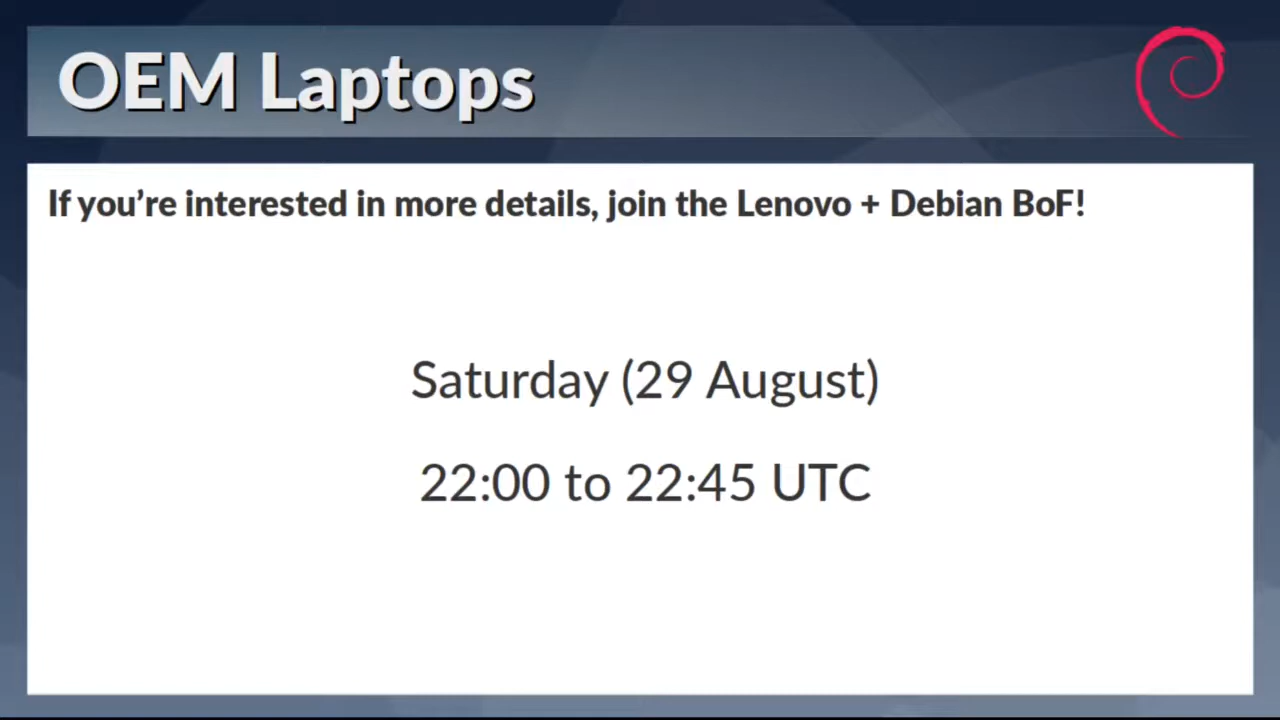 OEM Laptops
If you’re interested in more details, join the Lenovo + Debian BoF!
Saturday (29 August)
22:00 to 22:45 UTC